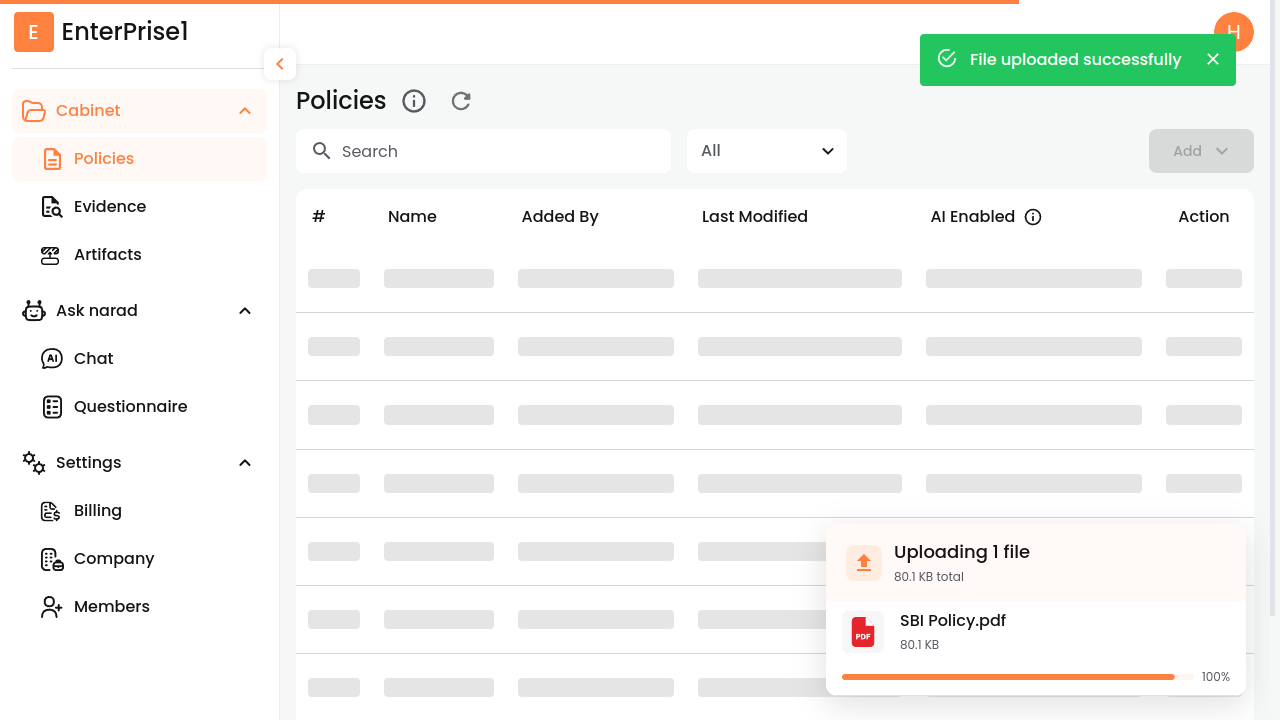 E EnterPrise1
H
File uploaded successfully
Cabinet
Policies
Evidence
Artifacts
Ask narad
AI Chat
Questionnaire
Settings
Billing
Company
Members
Policies
Search
All
Add
# Name Added By Last Modified AI Enabled Action
Uploading 1 file
80.1 KB total
PDF
SBI Policy.pdf
80.1 KB
100%